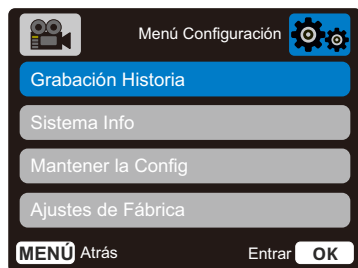 Menú Configuración
Grabación Historia
Sistema Info
Mantener la Config
Ajustes de Fábrica
MENÚ Atrás Entrar OK